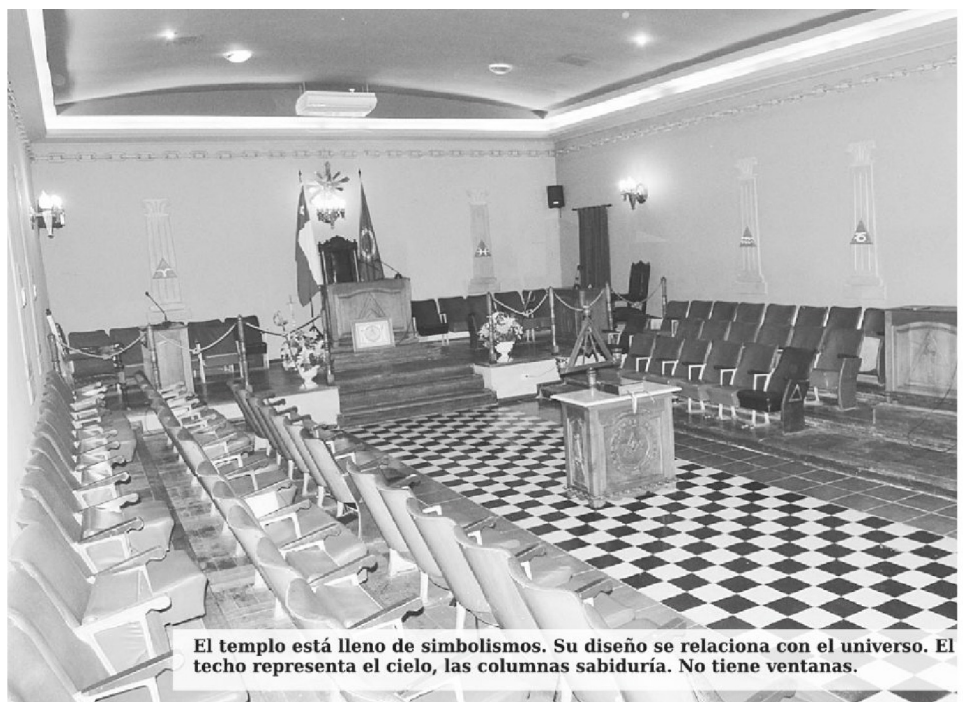 El templo está lleno de simbolismos. Su diseño se relaciona con el universo. El
techo representa el cielo, las columnas sabiduría. No tiene ventanas.